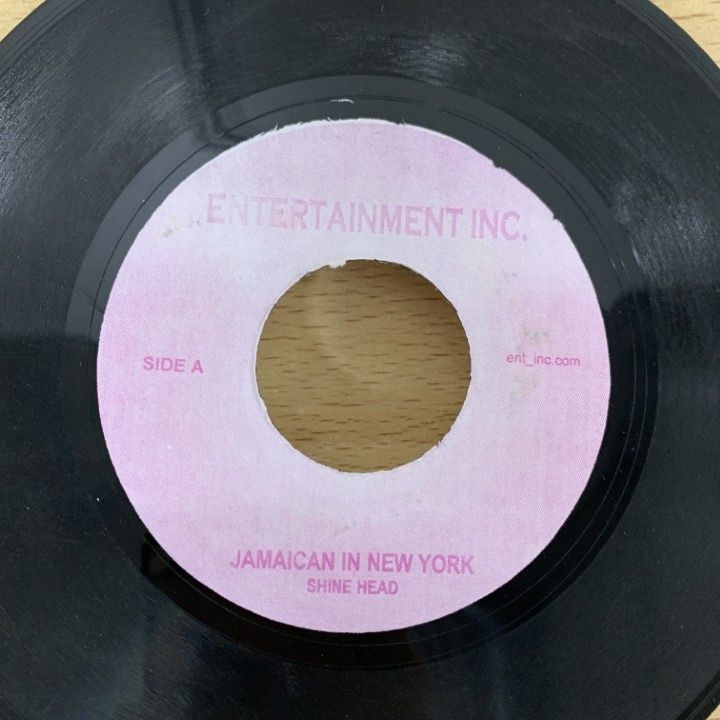 ENTERTAINMENT INC.
SIDE A
ent_inc.com
JAMAICAN IN NEW YORK
SHINE HEAD